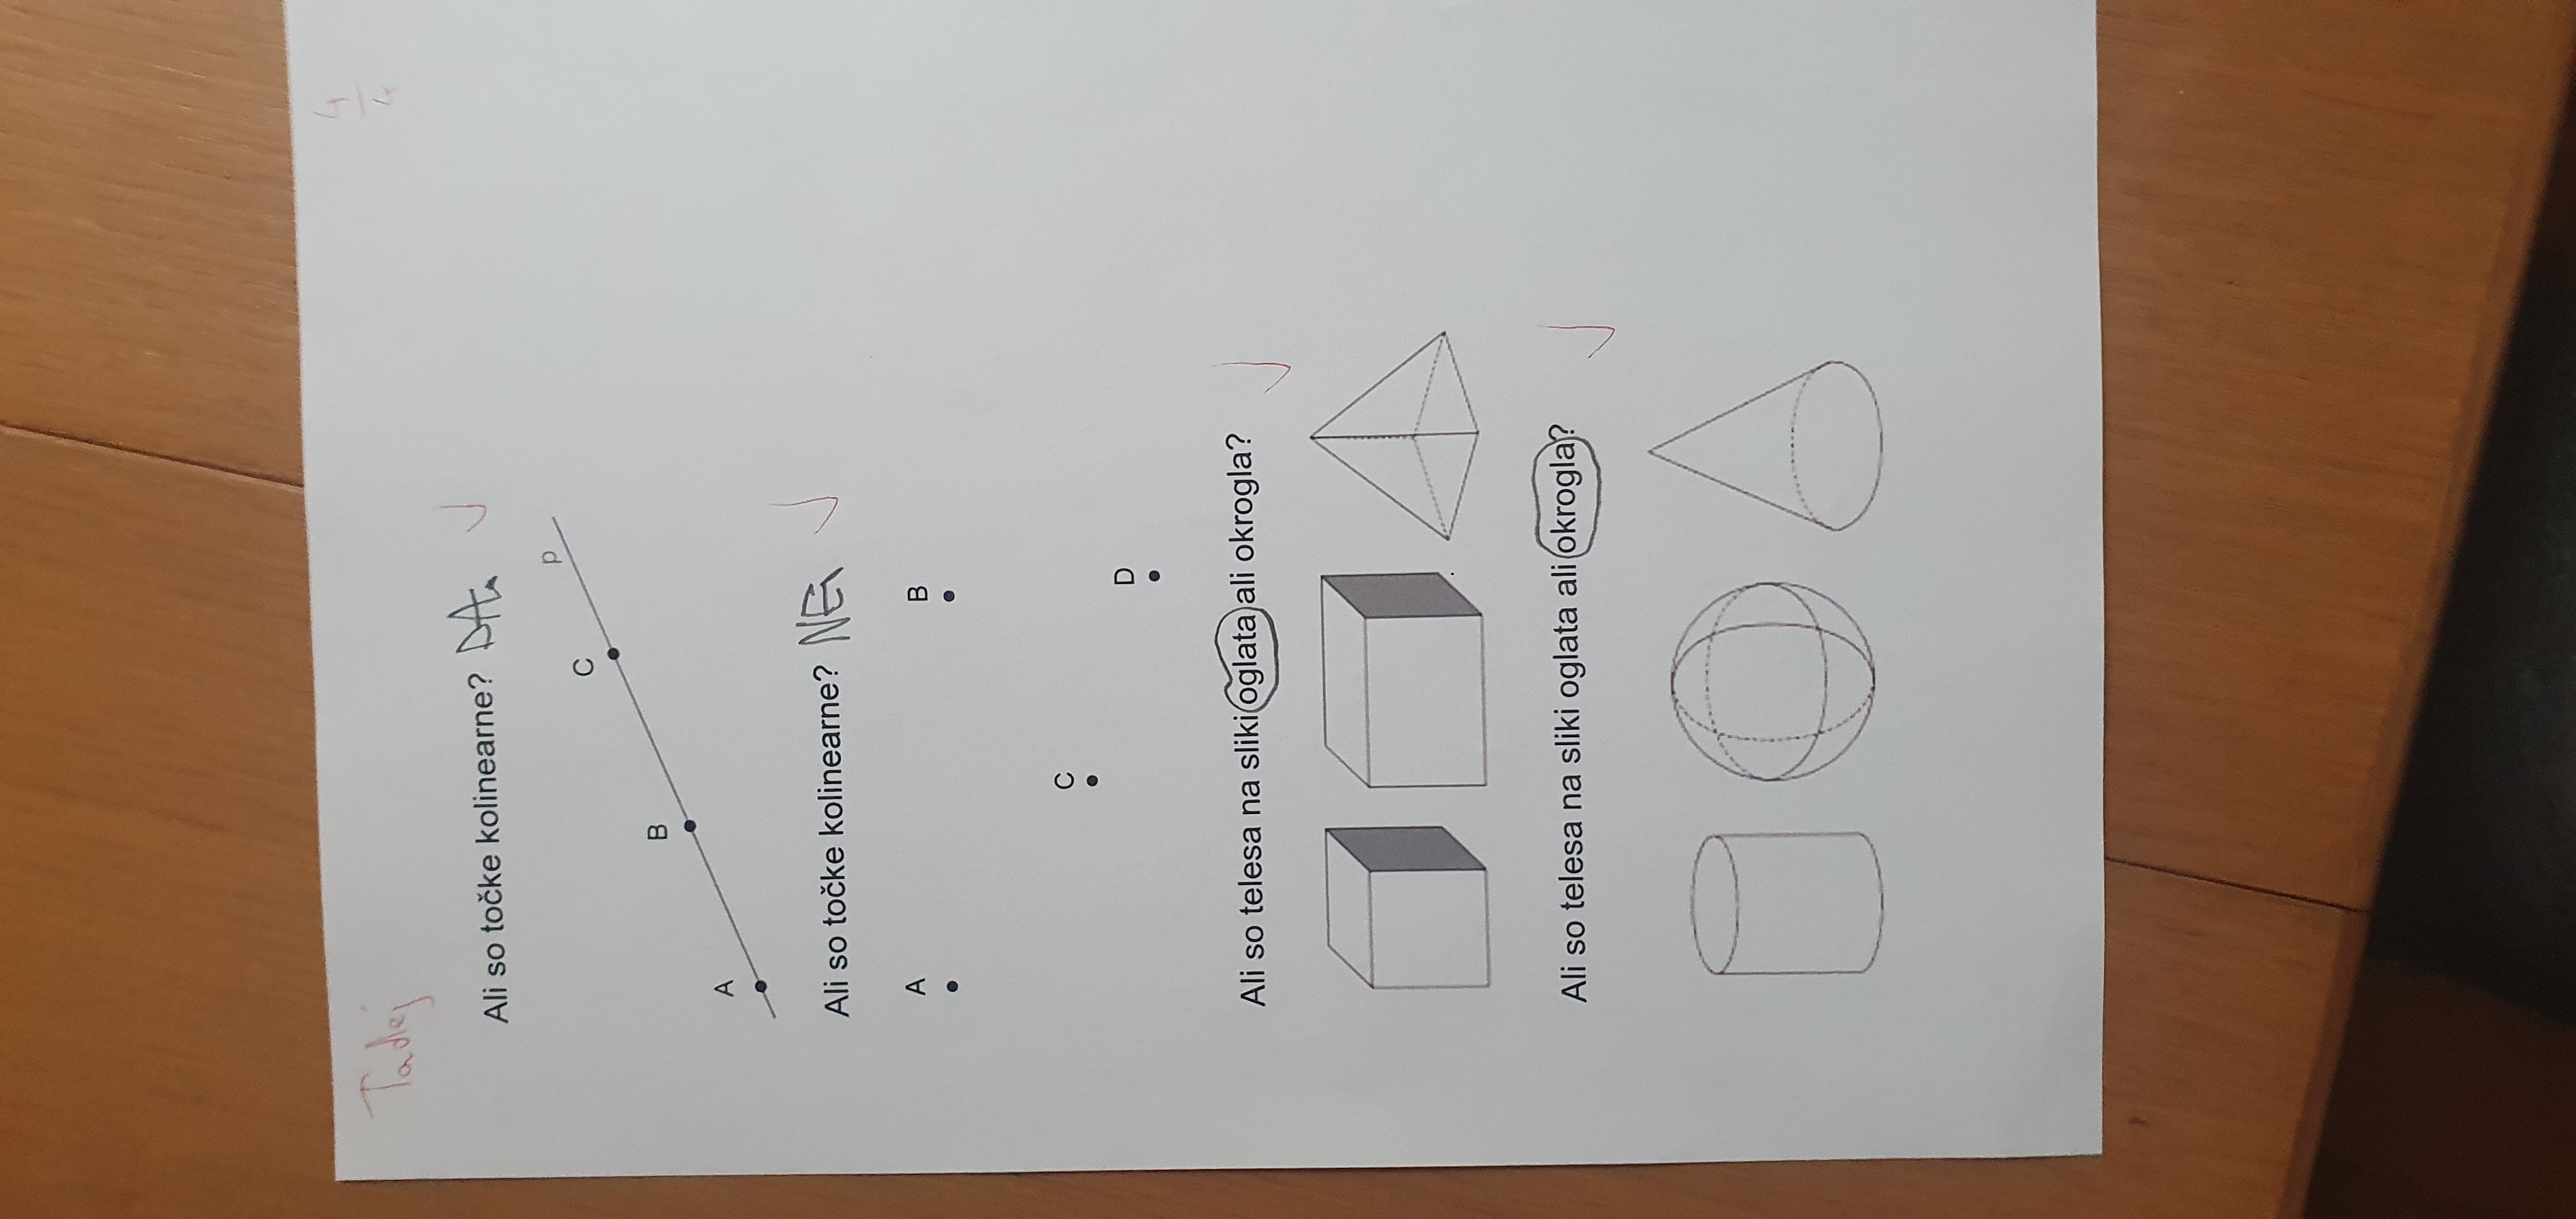 Tadej
4
4
Ali so točke kolinearne? DA.
p
C
B
A
Ali so točke kolinearne? NE
A B
C
D
Ali so telesa na sliki oglata ali okrogla?
Ali so telesa na sliki oglata ali okrogla?